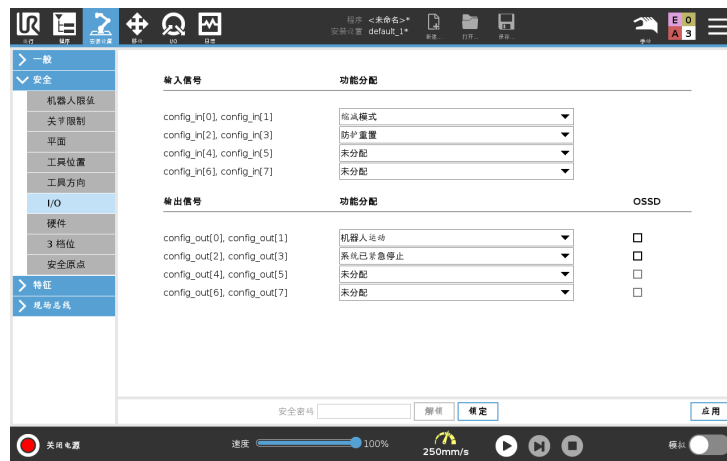 UR
运行
程序
安装设置
移动
I/O
日志
程序 <未命名>*
安装设置 default_1*
新建...
打开...
保存...
手动
E 0
A 3
一般
安全
机器人限值
关节限制
平面
工具位置
工具方向
I/O
硬件
3 档位
安全原点
特征
现场总线
输入信号 功能分配
config_in[0], config_in[1] 缩减模式
config_in[2], config_in[3] 防护重置
config_in[4], config_in[5] 未分配
config_in[6], config_in[7] 未分配
输出信号 功能分配 OSSD
config_out[0], config_out[1] 机器人运动
config_out[2], config_out[3] 系统已紧急停止
config_out[4], config_out[5] 未分配
config_out[6], config_out[7] 未分配
安全密码 解锁 锁定 应用
关闭电源
速度 100%
250mm/s
模拟